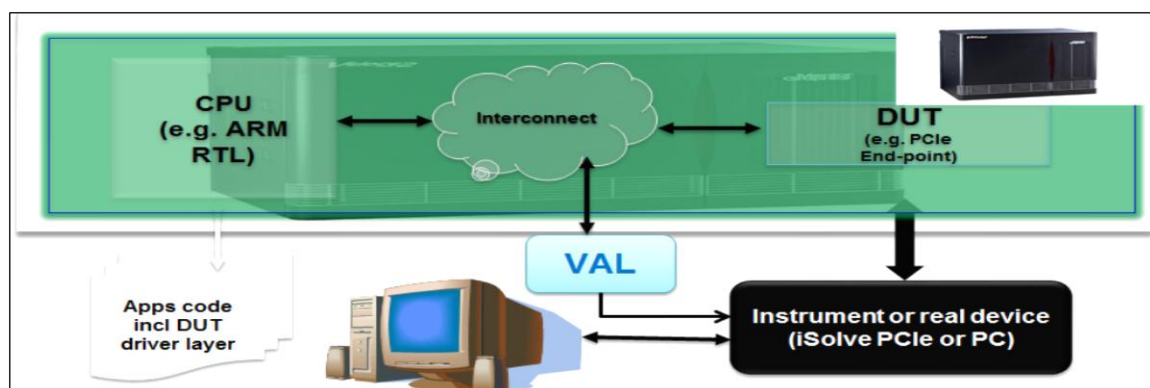 CPU
(e.g. ARM
RTL)
Interconnect
DUT
(e.g. PCIe
End-point)
VAL
Apps code
incl DUT
driver layer
Instrument or real device
(iSolve PCIe or PC)